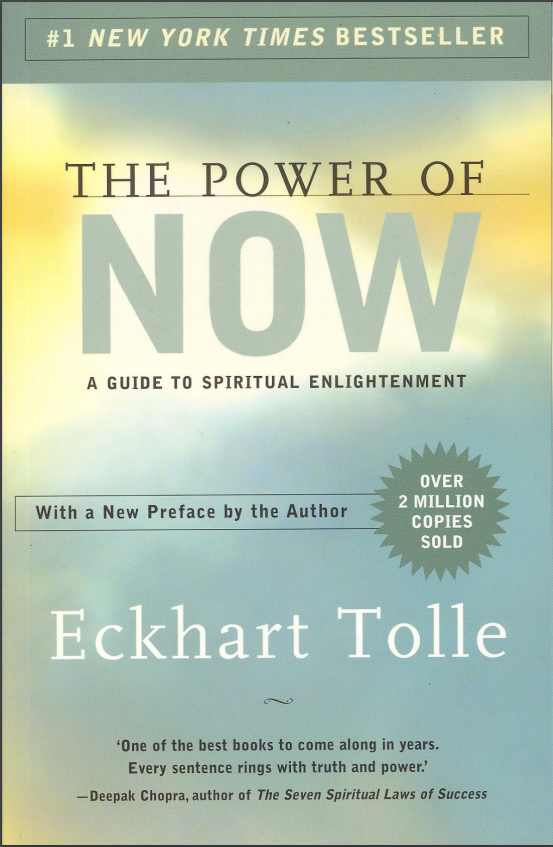 #1 NEW YORK TIMES BESTSELLER
THE POWER OF
NOW
A GUIDE TO SPIRITUAL ENLIGHTENMENT
OVER
2 MILLION
COPIES
SOLD
With a New Preface by the Author
Eckhart Tolle
‘One of the best books to come along in years.
Every sentence rings with truth and power.’
—Deepak Chopra, author of The Seven Spiritual Laws of Success